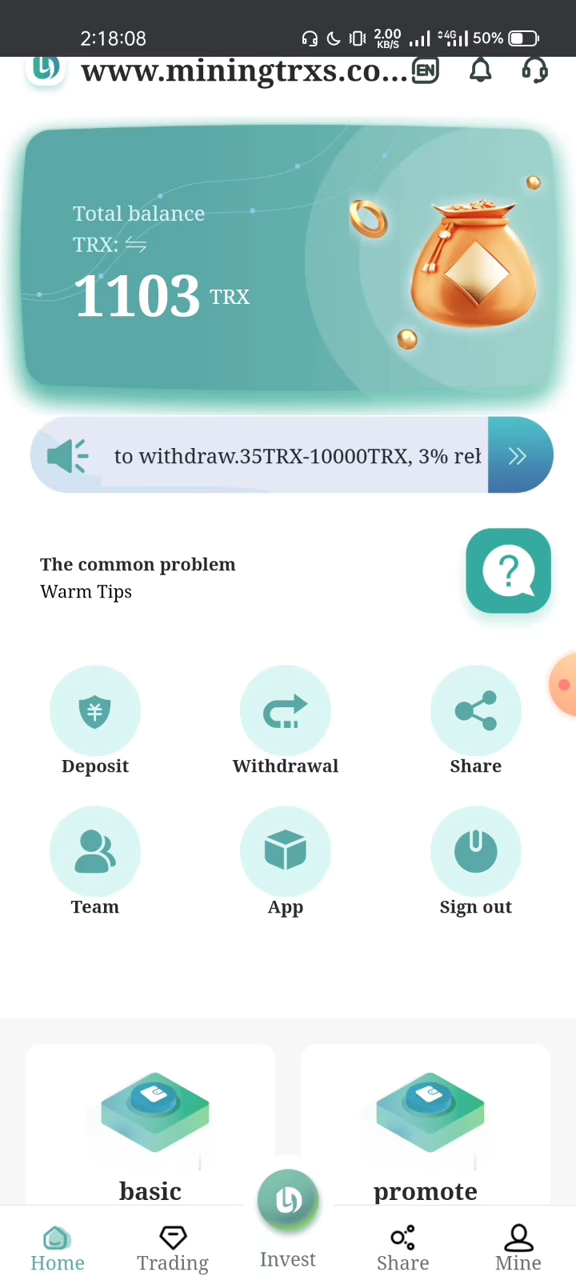 2:18:08
2.00
KB/S
4G
50%
www.miningtrxs.co...
EN
Total balance
TRX:
1103 TRX
to withdraw.35TRX-10000TRX, 3% reb
The common problem
Warm Tips
?
Deposit
Withdrawal
Share
Team
App
Sign out
basic
promote
Home
Trading
Invest
Share
Mine